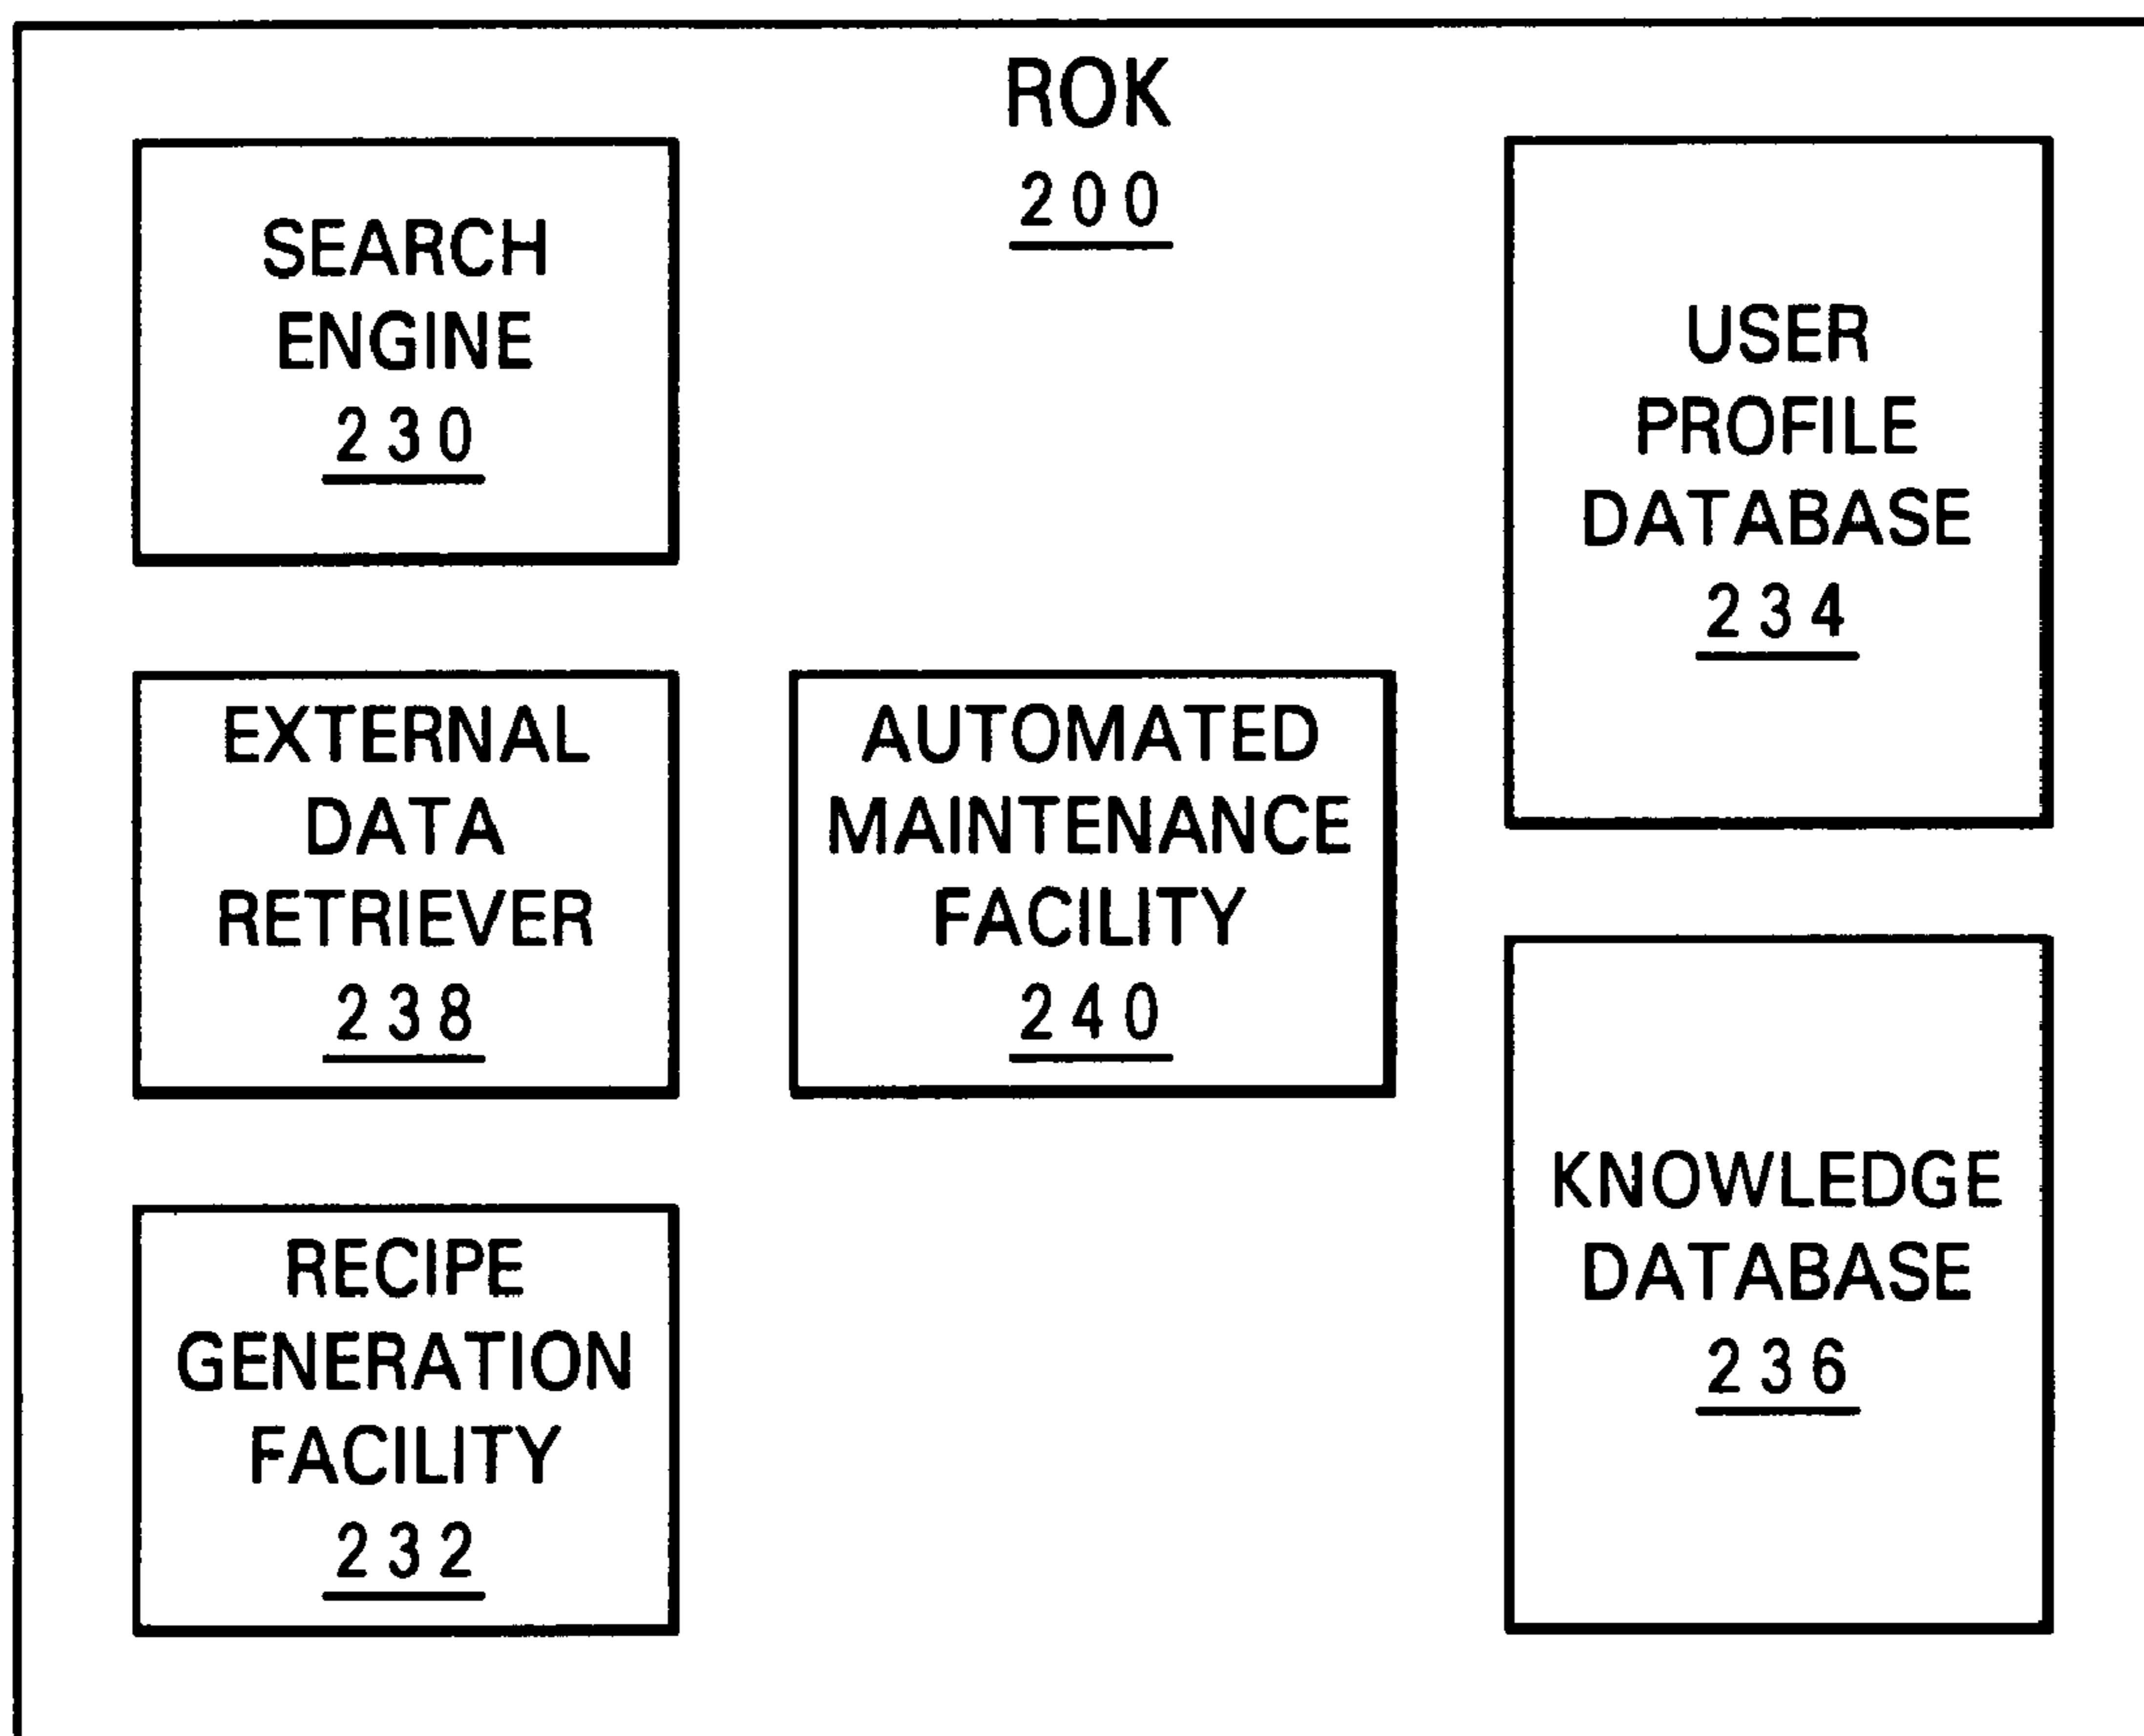 ROK
200
SEARCH
ENGINE
230
USER
PROFILE
DATABASE
234
EXTERNAL
DATA
RETRIEVER
238
AUTOMATED
MAINTENANCE
FACILITY
240
KNOWLEDGE
DATABASE
236
RECIPE
GENERATION
FACILITY
232